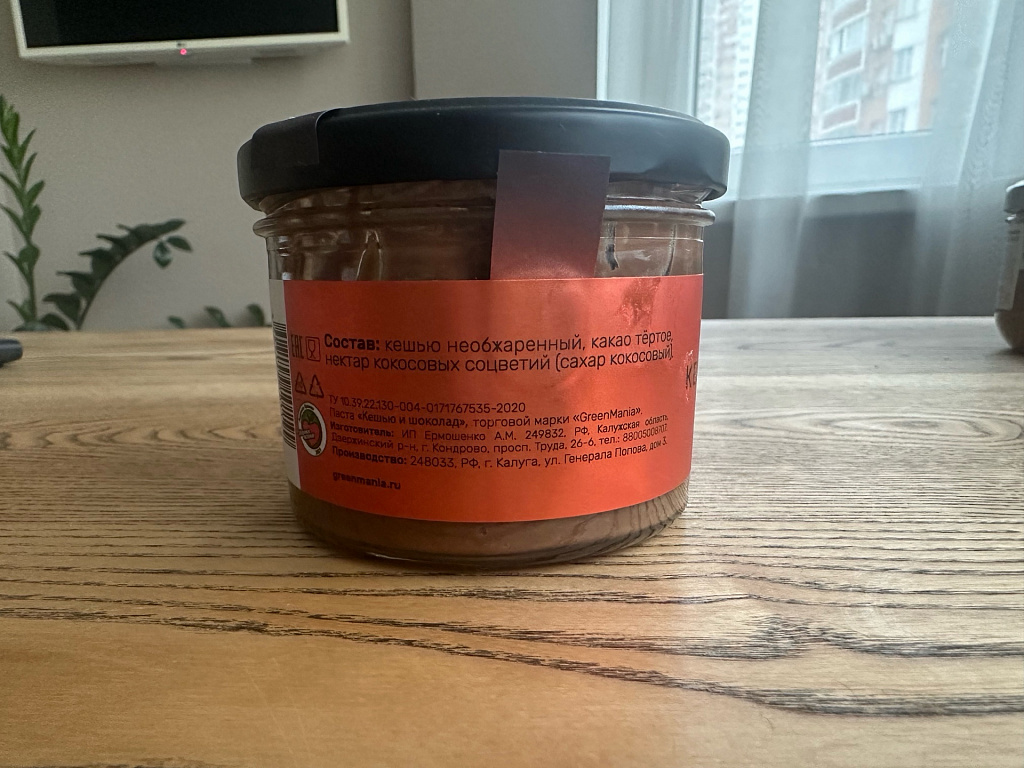 EAC
Состав: кешью необжаренный, какао тёртое,
нектар кокосовых соцветий (сахар кокосовый).
ТУ 10.39.22.130-004-0171767535-2020
Паста «Кешью и шоколад», торговой марки «GreenMania».
Изготовитель: ИП Ермошенко А.М. 249832, РФ, Калужская область,
Дзержинский р-н, г. Кондрово, просп. Труда, 26-6, тел.: 88005008707.
Производство: 248033, РФ, г. Калуга, ул. Генерала Попова, дом 3.
greenmania.ru